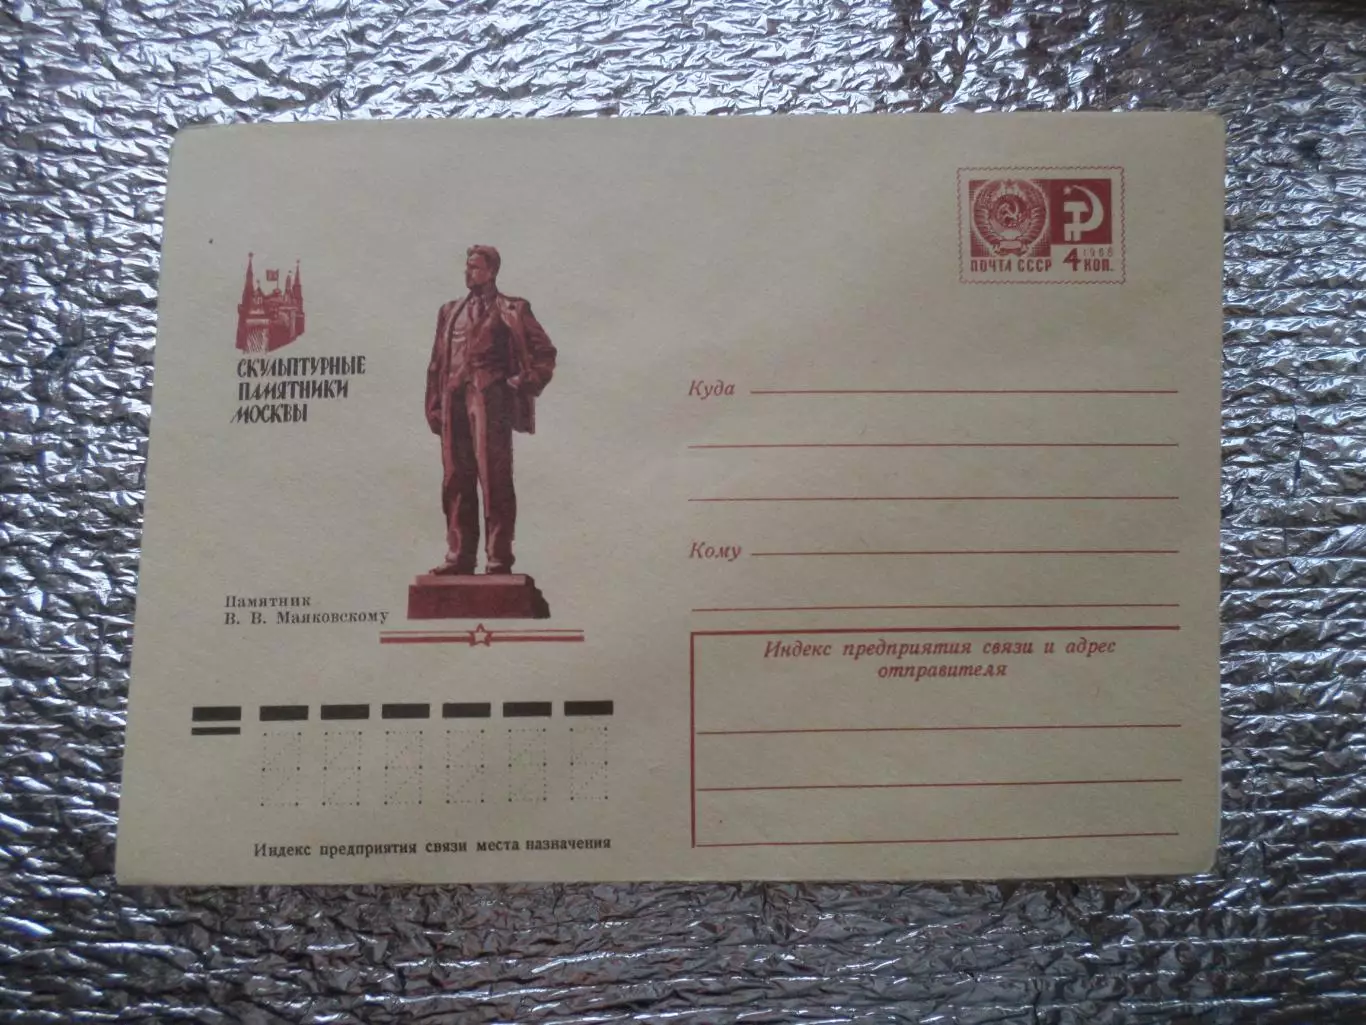 ПОЧТА СССР 4 1966 КОП.
СКУЛЬПТУРНЫЕ
ПАМЯТНИКИ
МОСКВЫ
Куда
Кому
Памятник
В. В. Маяковскому
Индекс предприятия связи и адрес
отправителя
Индекс предприятия связи места назначения